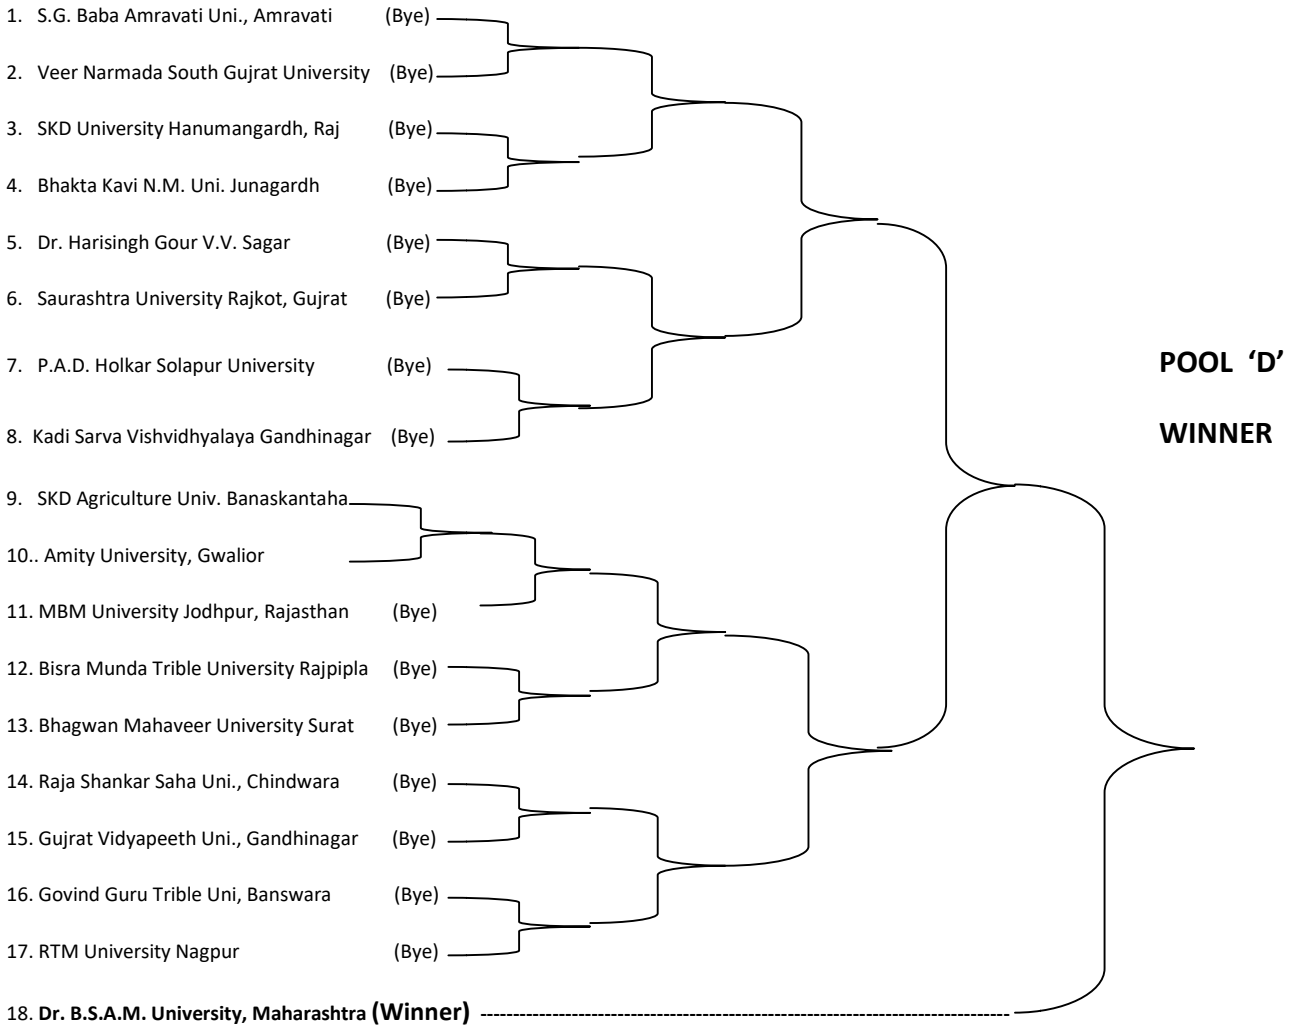 1. S.G. Baba Amravati Uni., Amravati (Bye)
2. Veer Narmada South Gujrat University (Bye)
3. SKD University Hanumangardh, Raj (Bye)
4. Bhakta Kavi N.M. Uni. Junagardh (Bye)
5. Dr. Harisingh Gour V.V. Sagar (Bye)
6. Saurashtra University Rajkot, Gujrat (Bye)
7. P.A.D. Holkar Solapur University (Bye)
POOL ‘D’
8. Kadi Sarva Vishvidhyalaya Gandhinagar (Bye)
WINNER
9. SKD Agriculture Univ. Banaskantaha
10.. Amity University, Gwalior
11. MBM University Jodhpur, Rajasthan (Bye)
12. Bisra Munda Trible University Rajpipla (Bye)
13. Bhagwan Mahaveer University Surat (Bye)
14. Raja Shankar Saha Uni., Chindwara (Bye)
15. Gujrat Vidyapeeth Uni., Gandhinagar (Bye)
16. Govind Guru Trible Uni, Banswara (Bye)
17. RTM University Nagpur (Bye)
18. Dr. B.S.A.M. University, Maharashtra (Winner)